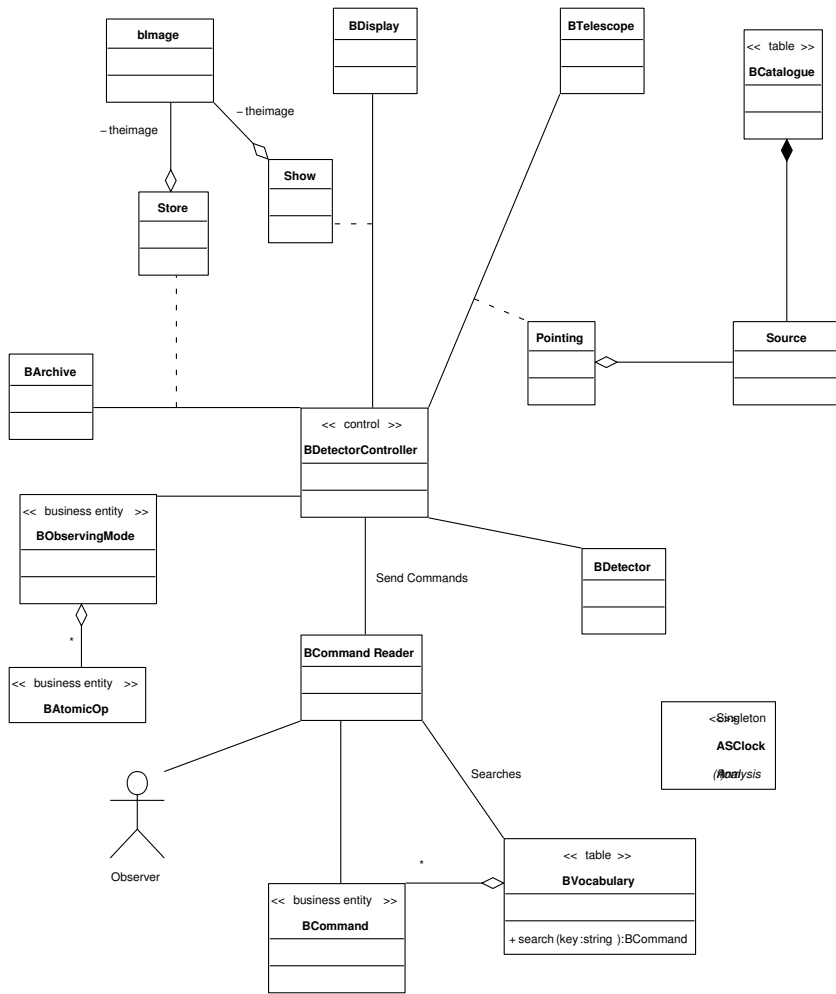 bImage
BDisplay
BTelescope
<< table >>
BCatalogue
– theimage
– theimage
Show
Store
Pointing
Source
BArchive
<< control >>
BDetectorController
<< business entity >>
BObservingMode
BDetector
Send Commands
*
BCommand Reader
<< business entity >>
BAtomicOp
Singleton
ASClock
Searches
Observer
*
<< table >>
BVocabulary
<< business entity >>
BCommand
+ search (key :string ):BCommand